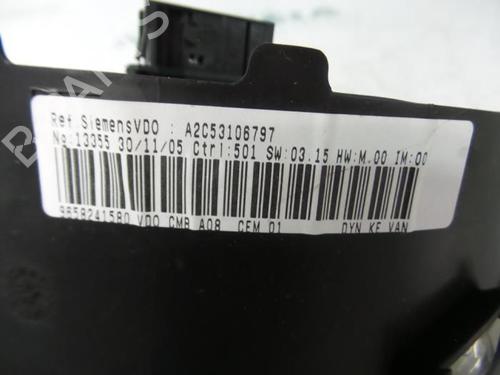 Ref SiemensVDO : A2C53106797
No:13355 30/11/05 Ctrl:501 SW:03.15 HW:M.00 IM:00
9658241580 VDO CMB A08 CEM 01 DYN KF VAN